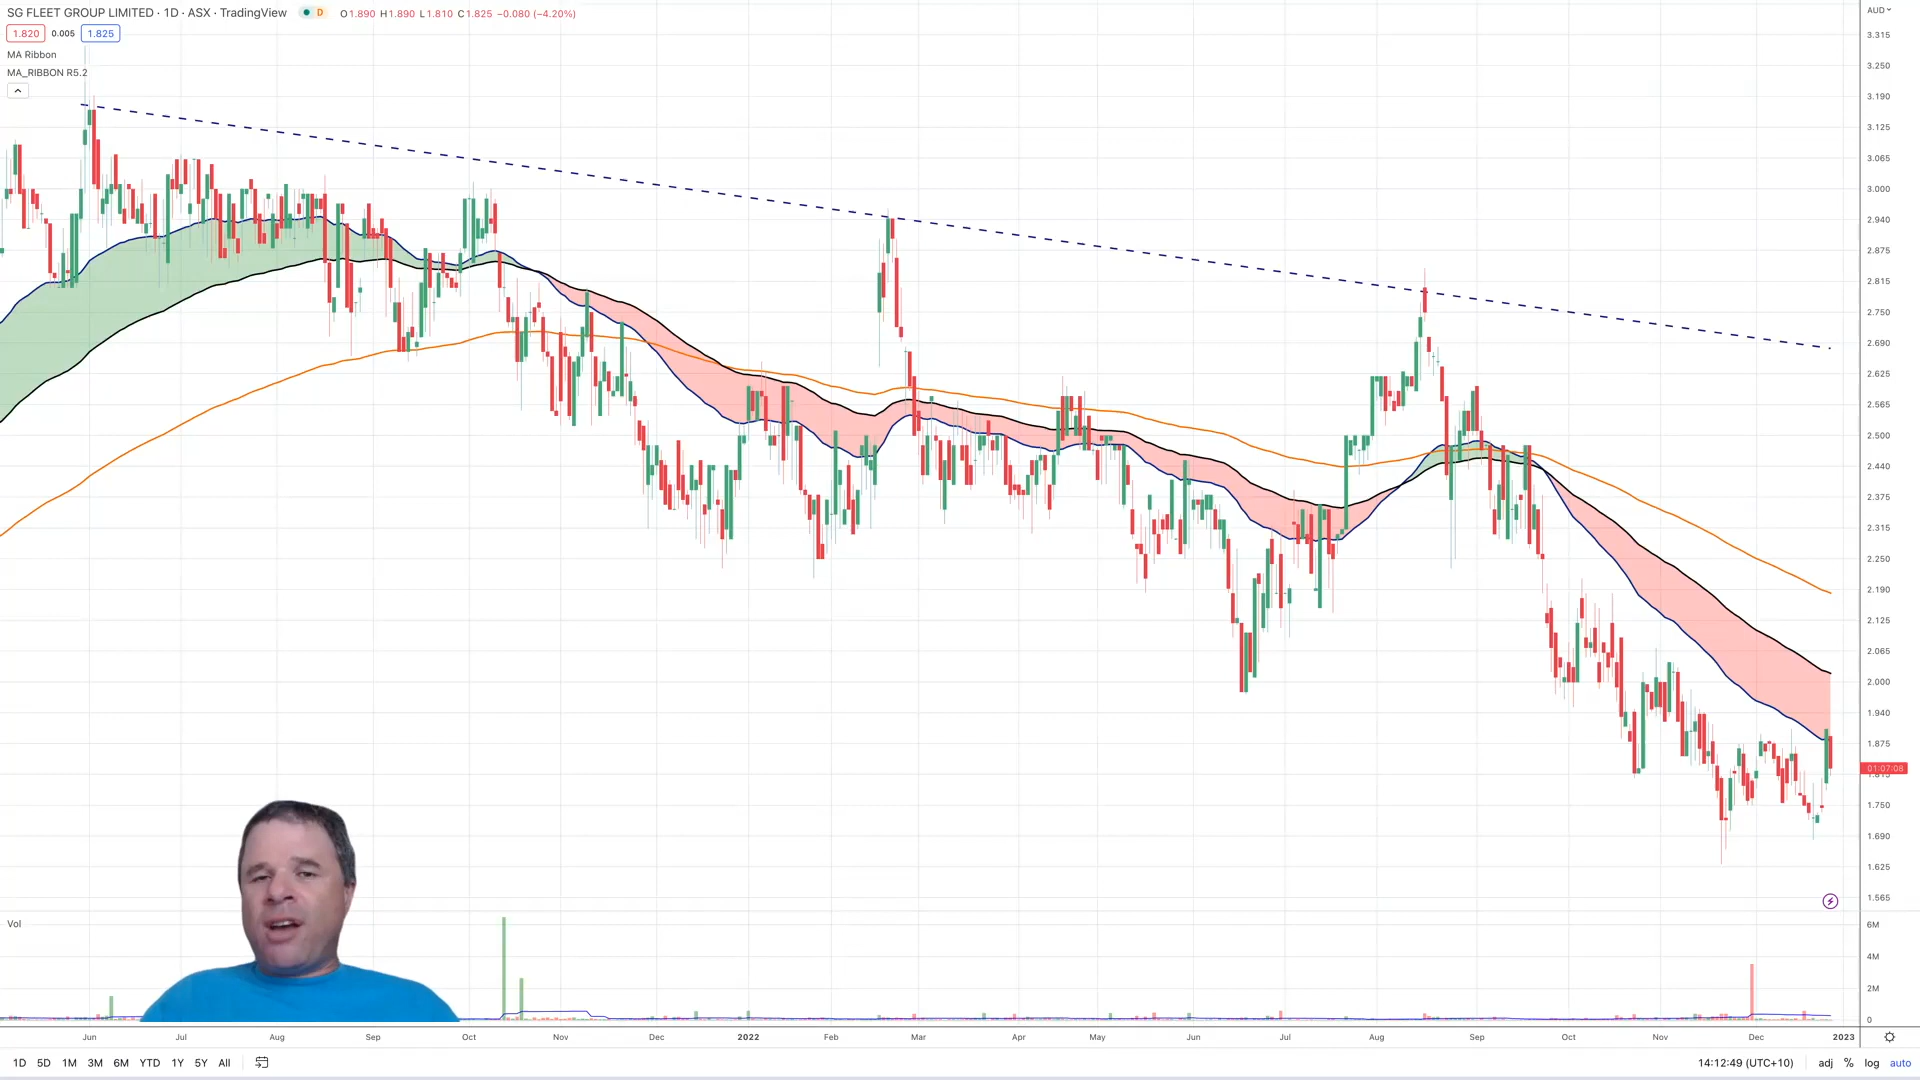 SG FLEET GROUP LIMITED · 1D · ASX · TradingView D O1.890 H1.890 L1.810 C1.825 −0.080 (−4.20%)
AUD
1.820 0.005 1.825
MA Ribbon
MA_RIBBON R5.2
3.315
3.250
3.190
3.125
3.065
3.000
2.940
2.875
2.815
2.750
2.690
2.625
2.565
2.500
2.440
2.375
2.315
2.250
2.190
2.125
2.065
2.000
1.940
1.875
01:07:08
1.815
1.750
1.690
1.625
1.565
Vol
6M
4M
2M
0
Jun Jul Aug Sep Oct Nov Dec 2022 Feb Mar Apr May Jun Jul Aug Sep Oct Nov Dec 2023
1D 5D 1M 3M 6M YTD 1Y 5Y All 14:12:49 (UTC+10) adj % log auto